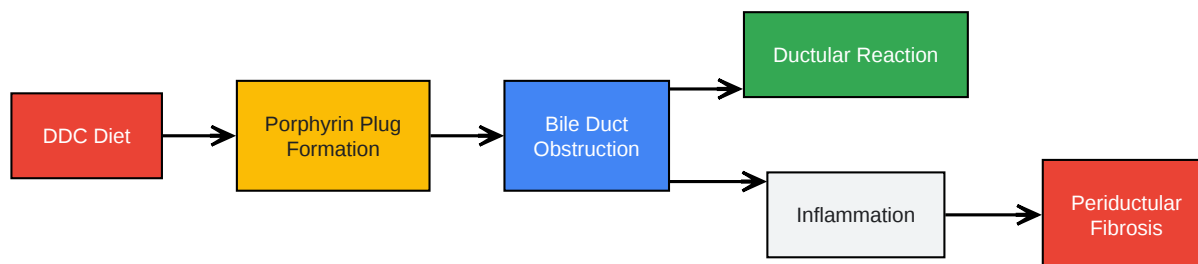 DDC Diet
Porphyrin Plug
Formation
Bile Duct
Obstruction
Ductular Reaction
Inflammation
Periductular
Fibrosis